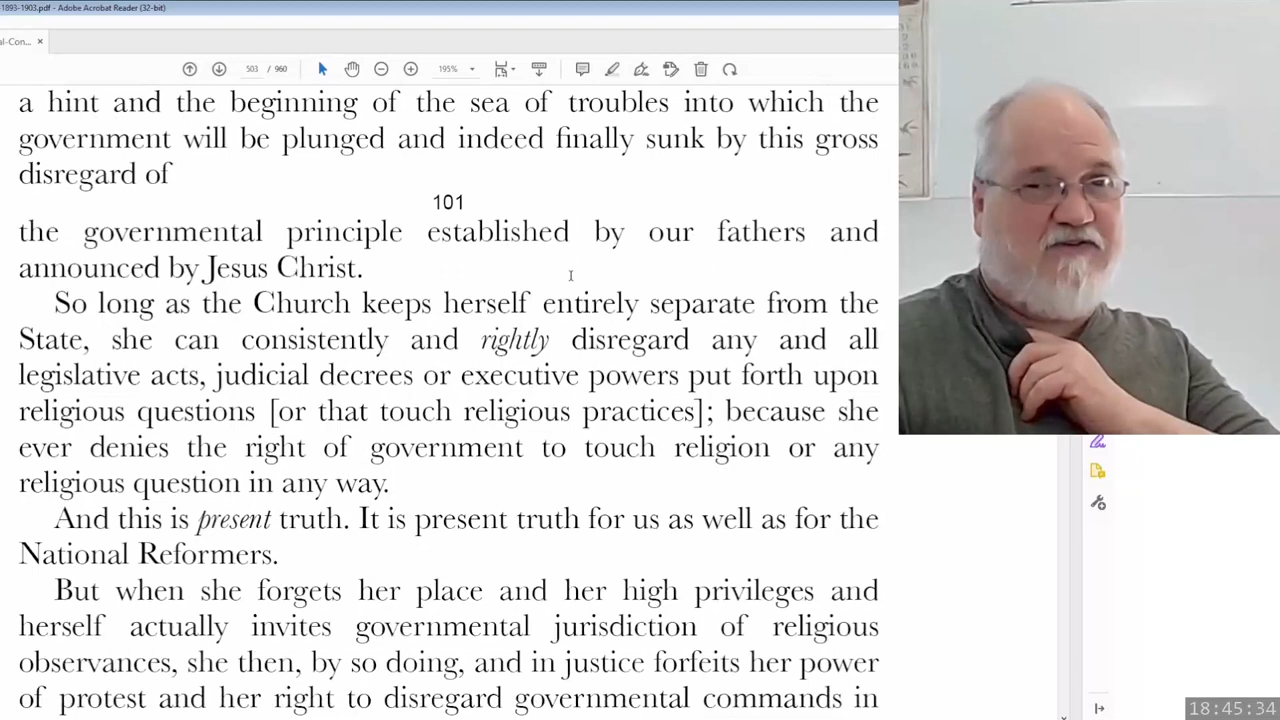 -1893-1903.pdf - Adobe Acrobat Reader (32-bit)
al-Con... ×
503 / 960
195%
a hint and the beginning of the sea of troubles into which the
government will be plunged and indeed finally sunk by this gross
disregard of
101
the governmental principle established by our fathers and
announced by Jesus Christ.
So long as the Church keeps herself entirely separate from the
State, she can consistently and rightly disregard any and all
legislative acts, judicial decrees or executive powers put forth upon
religious questions [or that touch religious practices]; because she
ever denies the right of government to touch religion or any
religious question in any way.
And this is present truth. It is present truth for us as well as for the
National Reformers.
But when she forgets her place and her high privileges and
herself actually invites governmental jurisdiction of religious
observances, she then, by so doing, and in justice forfeits her power
of protest and her right to disregard governmental commands in
18:45:34